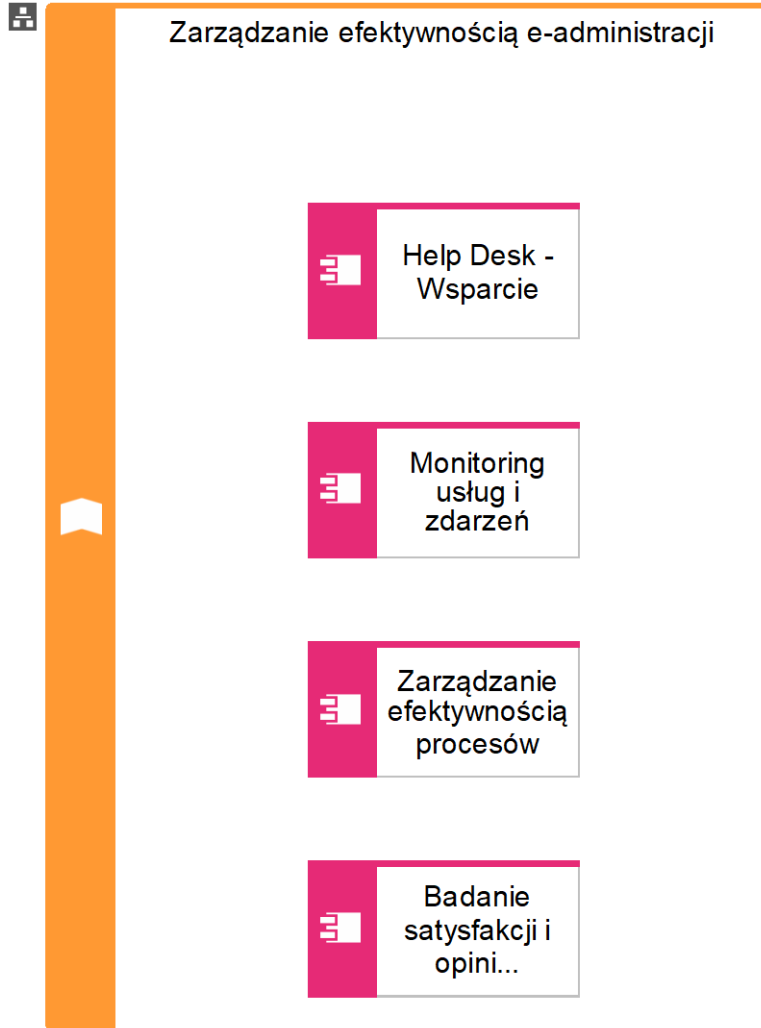 Zarządzanie efektywnością e-administracji
Help Desk -
Wsparcie
Monitoring
usług i
zdarzeń
Zarządzanie
efektywnością
procesów
Badanie
satysfakcji i
opini...